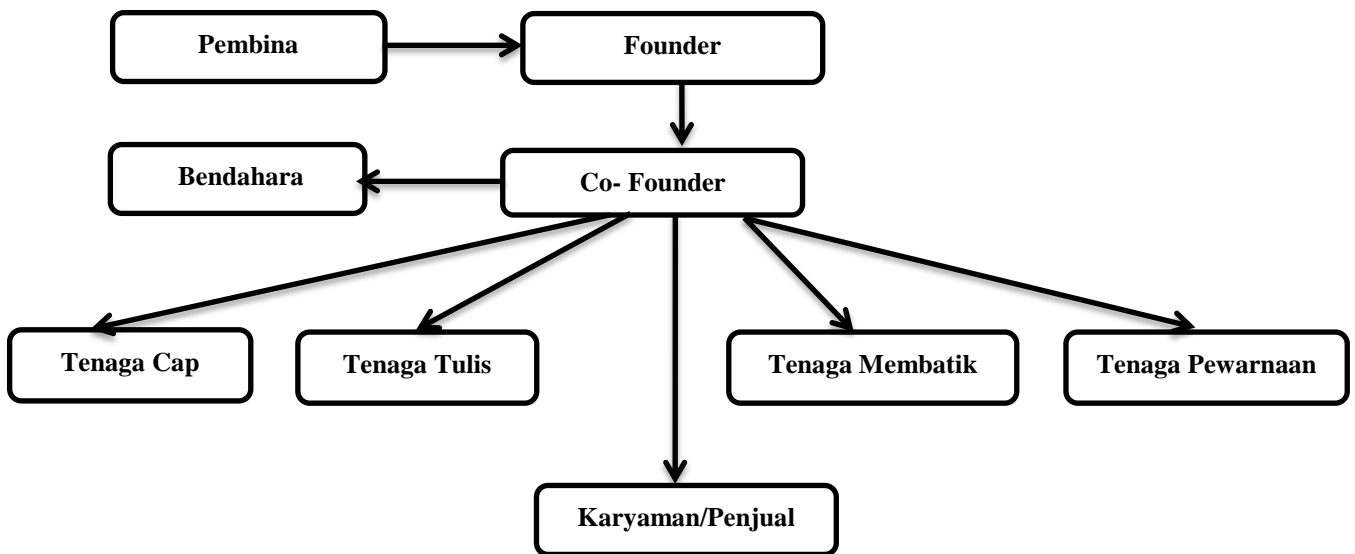 Pembina
Founder
Bendahara
Co- Founder
Tenaga Cap
Tenaga Tulis
Tenaga Membatik
Tenaga Pewarnaan
Karyaman/Penjual